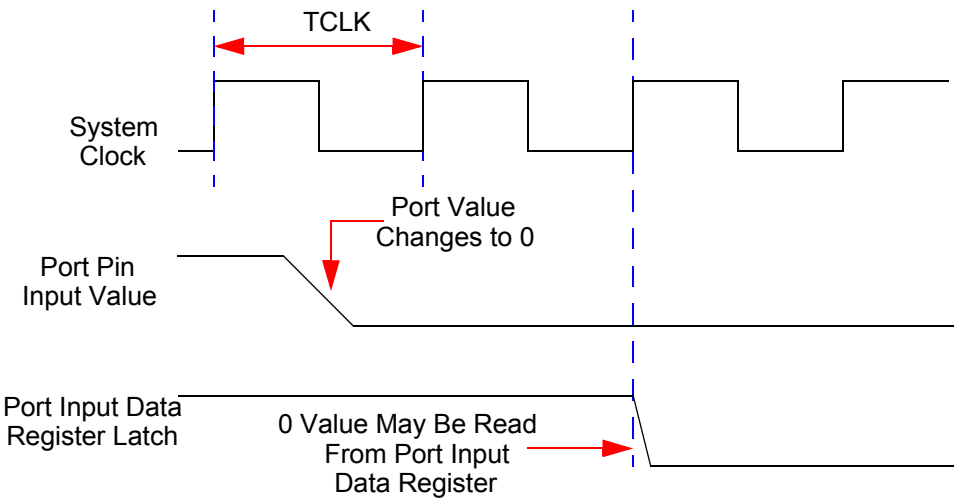 TCLK
System
Clock
Port Value
Changes to 0
Port Pin
Input Value
Port Input Data
Register Latch
0 Value May Be Read
From Port Input
Data Register